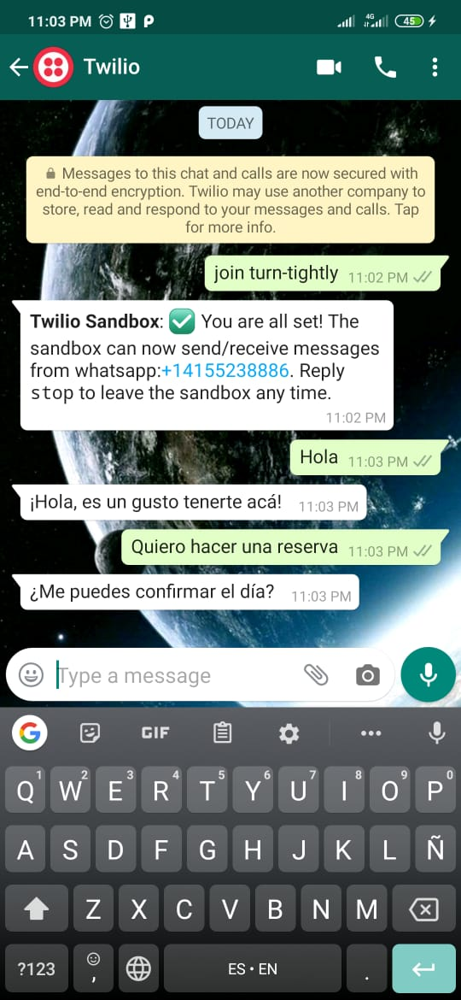 11:03 PM 4G 45
Twilio
TODAY
Messages to this chat and calls are now secured with
end-to-end encryption. Twilio may use another company to
store, read and respond to your messages and calls. Tap
for more info.
join turn-tightly 11:02 PM
Twilio Sandbox: ✅ You are all set! The
sandbox can now send/receive messages
from whatsapp:+14155238886. Reply
stop to leave the sandbox any time.
11:02 PM
Hola 11:03 PM
¡Hola, es un gusto tenerte acá! 11:03 PM
Quiero hacer una reserva 11:03 PM
¿Me puedes confirmar el día? 11:03 PM
Type a message
G GIF
1 2 3 4 5 6 7 8 9 0
Q W E R T Y U I O P
A S D F G H J K L Ñ
Z X C V B N M
?123 , ES • EN .